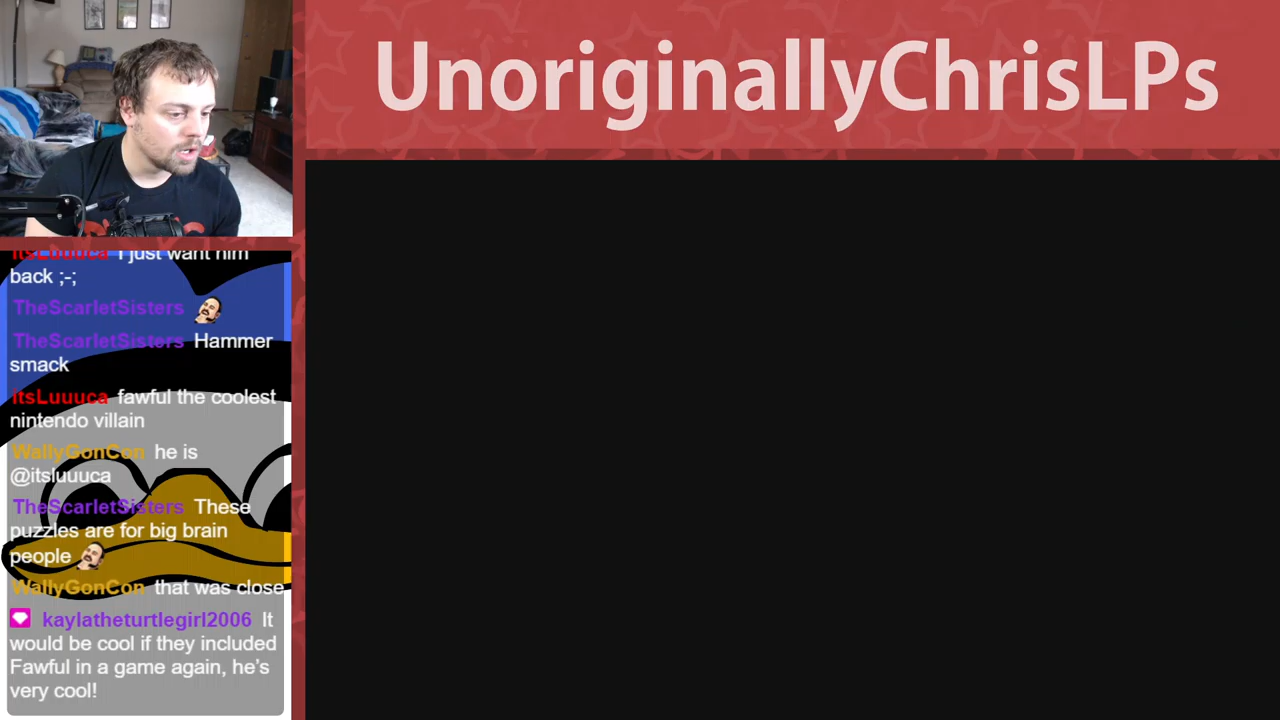 UnoriginallyChrisLPs
ItsLuuuca I just want him
back ;-;
TheScarletSisters
TheScarletSisters Hammer
smack
ItsLuuuca fawful the coolest
nintendo villain
WallyGonCon he is
@itsluuuca
TheScarletSisters These
puzzles are for big brain
people
WallyGonCon that was close
kaylatheturtlegirl2006 It
would be cool if they included
Fawful in a game again, he's
very cool!